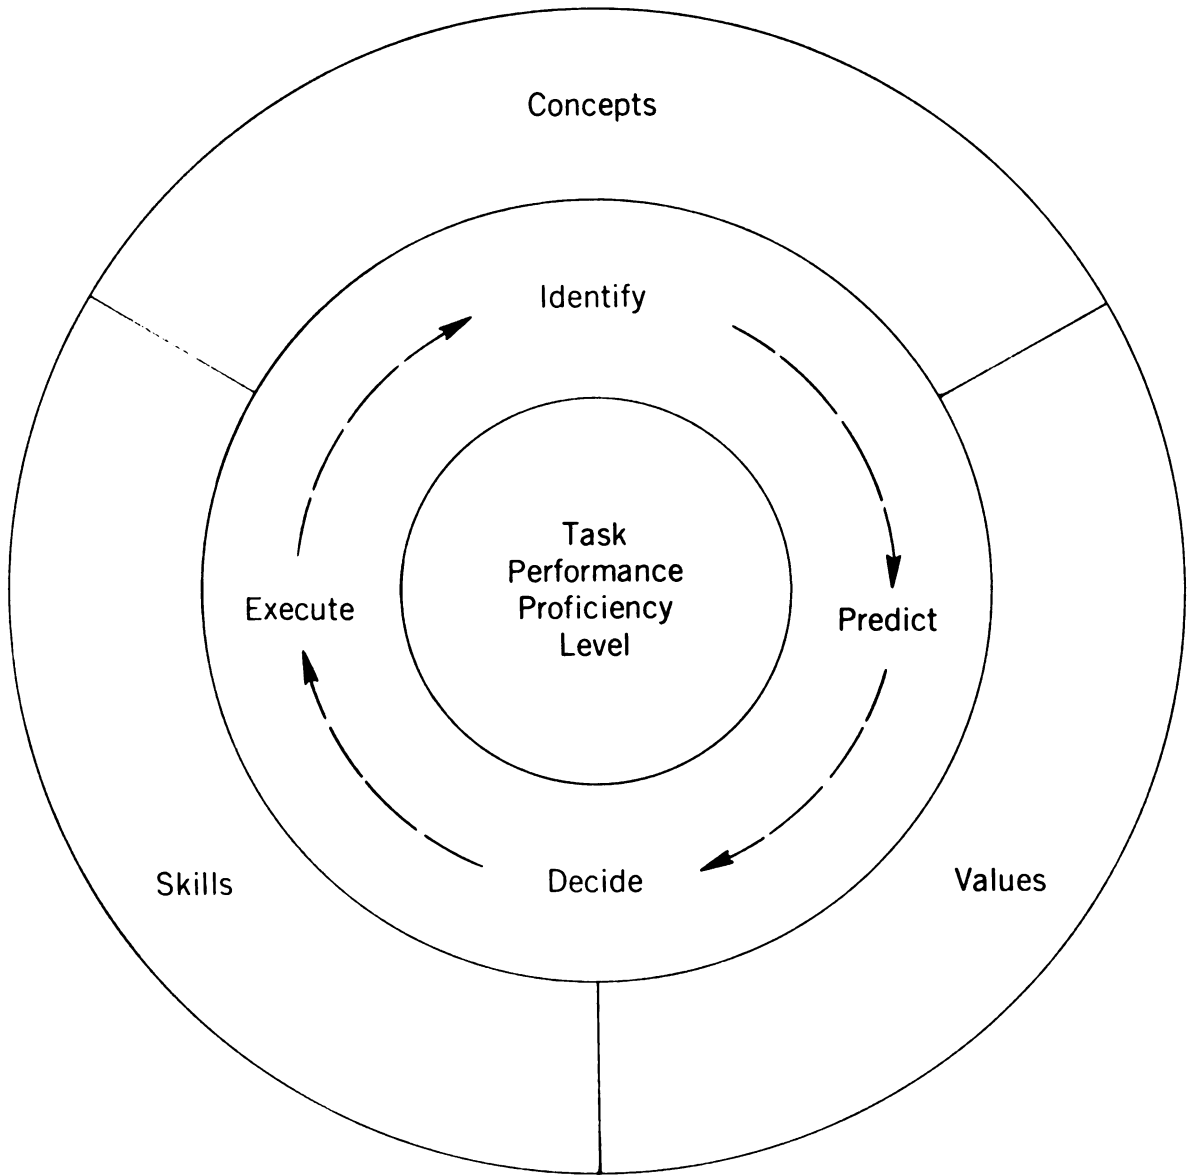 Concepts
Identify
Task
Performance
Proficiency
Level
Execute
Predict
Decide
Skills
Values